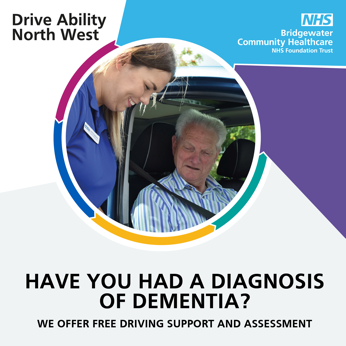 Drive Ability
North West
NHS
Bridgewater
Community Healthcare
NHS Foundation Trust
HAVE YOU HAD A DIAGNOSIS
OF DEMENTIA?
WE OFFER FREE DRIVING SUPPORT AND ASSESSMENT